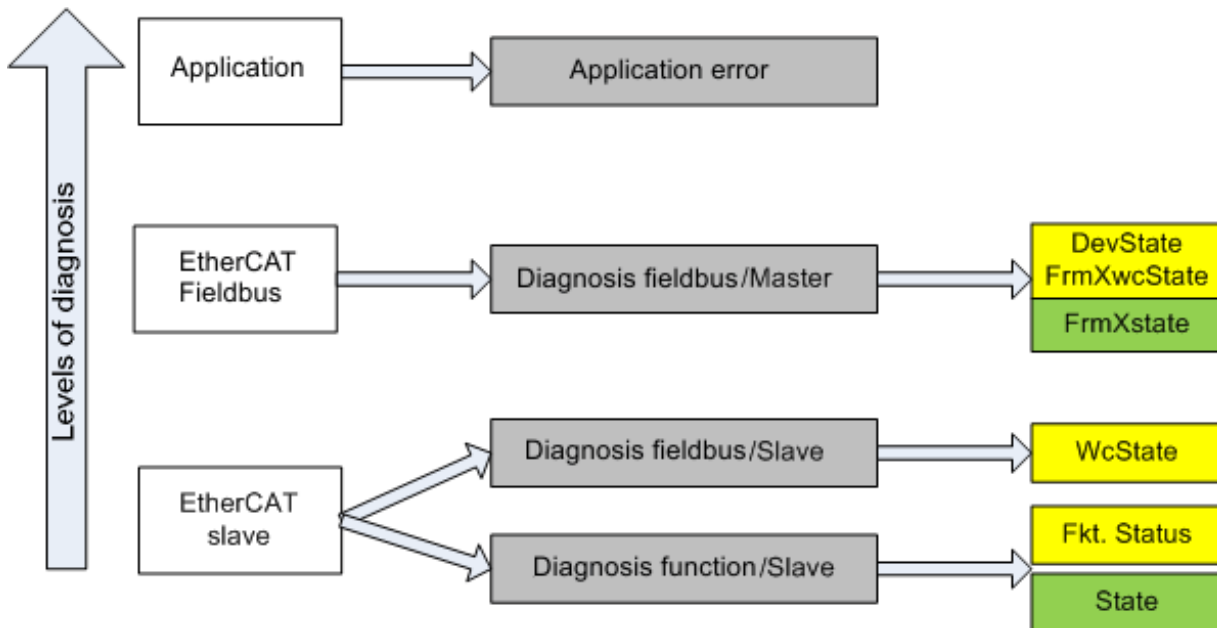 Levels of diagnosis
Application
Application error
EtherCAT
Fieldbus
Diagnosis fieldbus/Master
DevState
FrmXwcState
FrmXstate
EtherCAT
slave
Diagnosis fieldbus/Slave
WcState
Diagnosis function/Slave
Fkt. Status
State